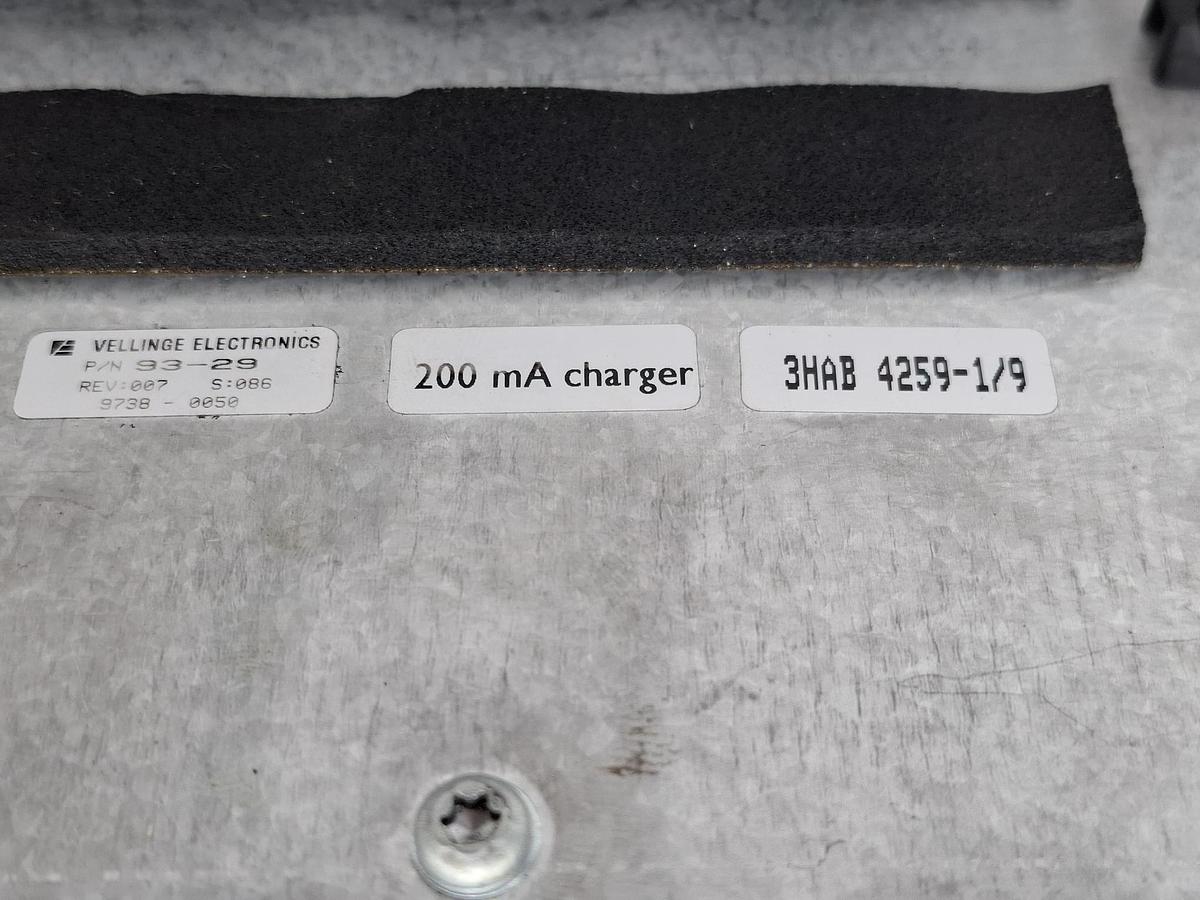 VELLINGE ELECTRONICS
P/N 93-29
REV:007 S:086
9738 - 0050
200 mA charger
3HAB 4259-1/9